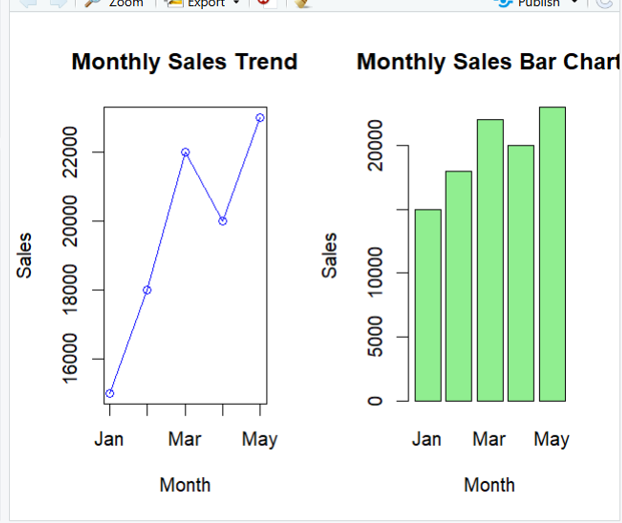 Zoom Export Publish
Monthly Sales Trend
Sales
22000
20000
18000
16000
Jan Mar May
Month
Monthly Sales Bar Chart
Sales
20000
10000
5000
0
Jan Mar May
Month